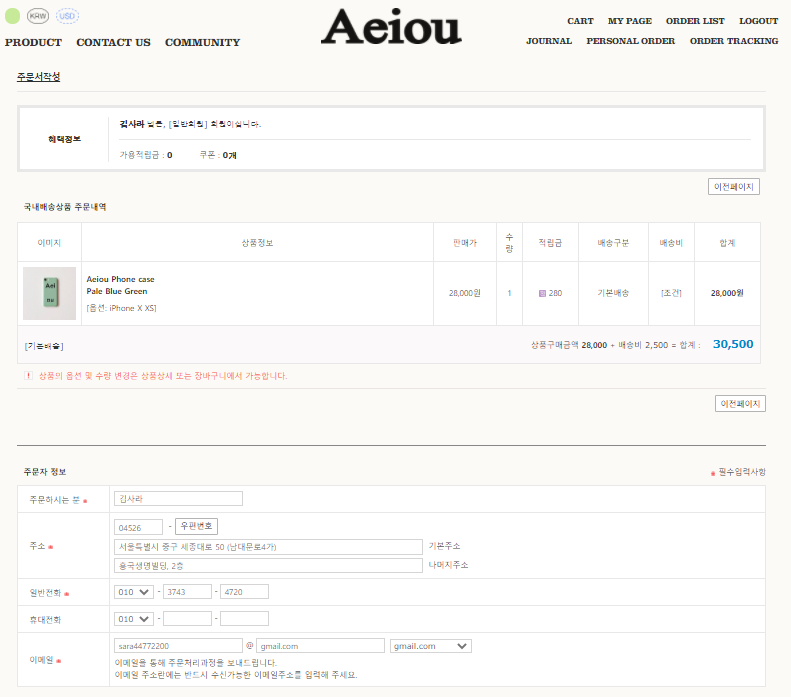 KRW USD
Aeiou
CART MY PAGE ORDER LIST LOGOUT
PRODUCT CONTACT US COMMUNITY
JOURNAL PERSONAL ORDER ORDER TRACKING
주문서작성
혜택정보
김사라 님은, [일반회원] 회원이십니다.
가용적립금 : 0 쿠폰 : 0개
이전페이지
국내배송상품 주문내역
이미지 상품정보 판매가 수량 적립금 배송구분 배송비 합계
Aeiou Phone case
Pale Blue Green
[옵션: iPhone X XS]
28,000원 1 280 기본배송 [조건] 28,000원
[기본배송] 상품구매금액 28,000 + 배송비 2,500 = 합계 : 30,500
! 상품의 옵션 및 수량 변경은 상품상세 또는 장바구니에서 가능합니다.
이전페이지
주문자 정보
필수입력사항
주문하시는 분 김사라
주소 04526 - 우편번호
서울특별시 중구 세종대로 50 (남대문로4가) 기본주소
흥국생명빌딩, 2층 나머지주소
일반전화 010 - 3743 - 4720
휴대전화 010 - -
이메일 sara44772200 @ gmail.com gmail.com
이메일을 통해 주문처리과정을 보내드립니다.
이메일 주소란에는 반드시 수신가능한 이메일주소를 입력해 주세요.